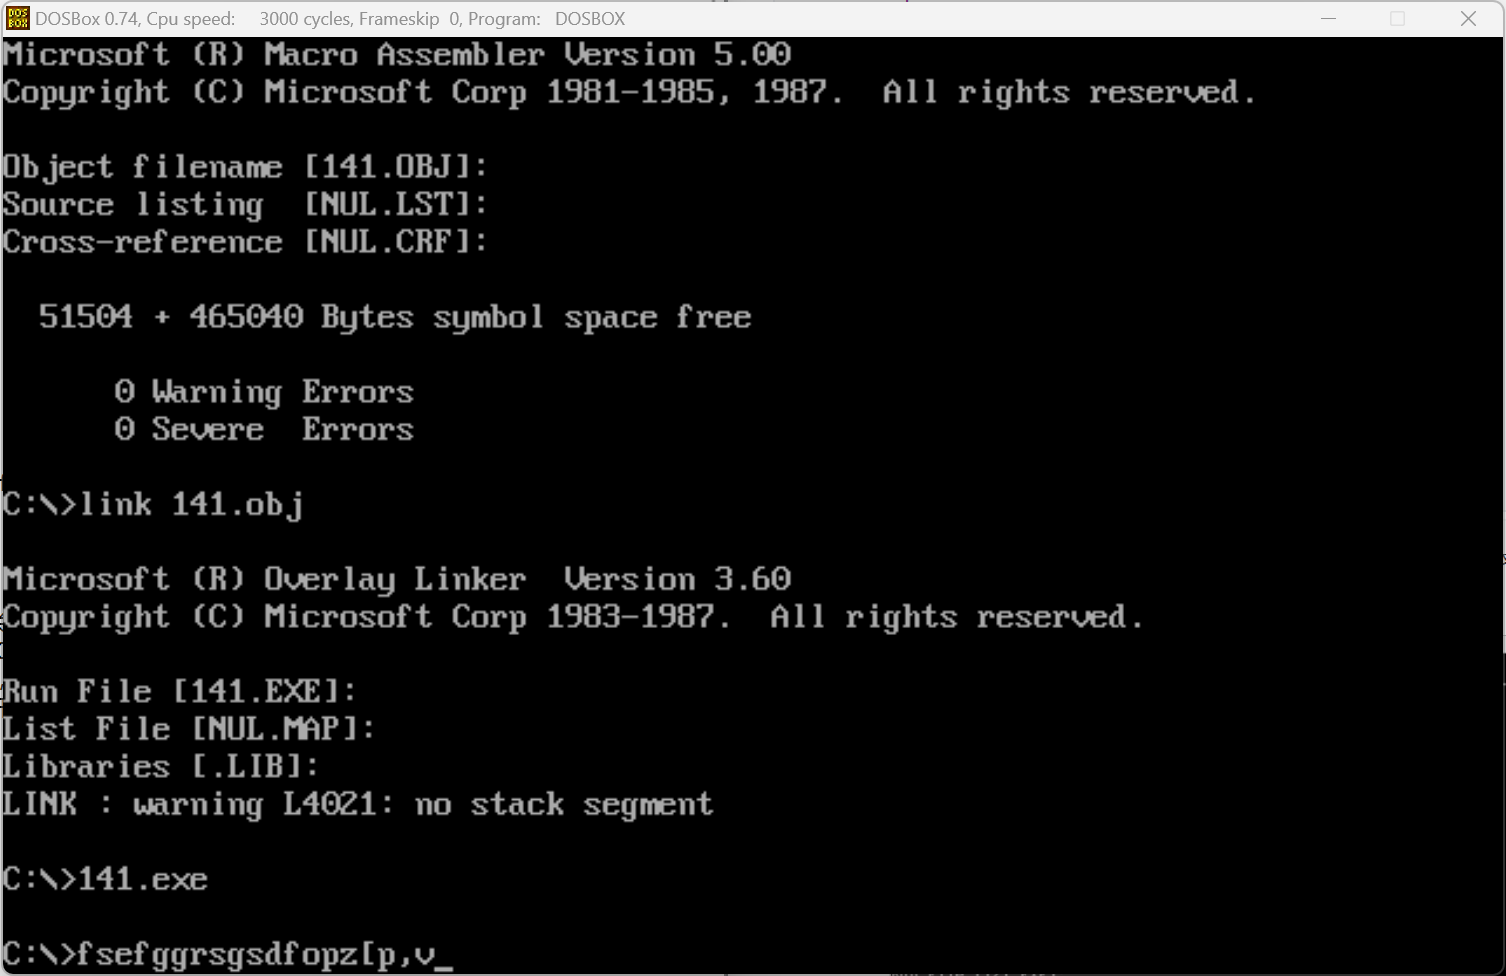 DOSBox 0.74, Cpu speed:    3000 cycles, Frameskip  0, Program:   DOSBOX
Microsoft (R) Macro Assembler Version 5.00
Copyright (C) Microsoft Corp 1981-1985, 1987.  All rights reserved.
Object filename [141.OBJ]:
Source listing  [NUL.LST]:
Cross-reference [NUL.CRF]:
  51504 + 465040 Bytes symbol space free
      0 Warning Errors
      0 Severe  Errors
C:\>link 141.obj
Microsoft (R) Overlay Linker  Version 3.60
Copyright (C) Microsoft Corp 1983-1987.  All rights reserved.
Run File [141.EXE]:
List File [NUL.MAP]:
Libraries [.LIB]:
LINK : warning L4021: no stack segment
C:\>141.exe
C:\>fsefggrsgsdfopz[p,v_